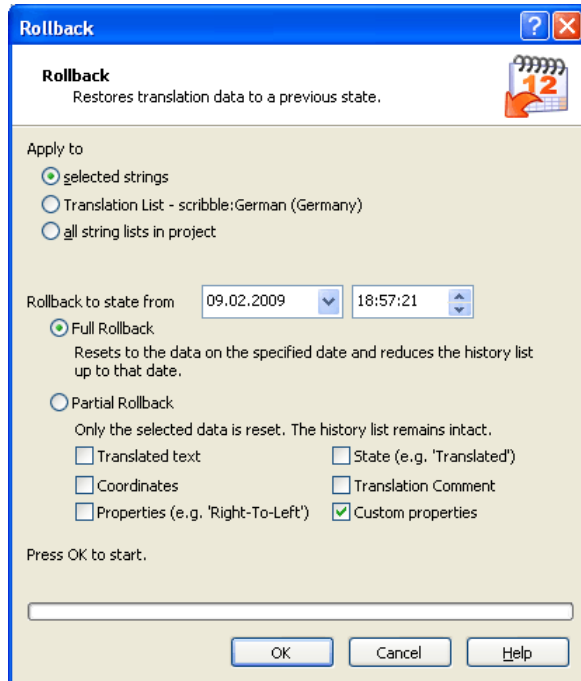 Rollback
Rollback
Restores translation data to a previous state.
12
Apply to
selected strings
Translation List - scribble:German (Germany)
all string lists in project
Rollback to state from 09.02.2009 18:57:21
Full Rollback
Resets to the data on the specified date and reduces the history list
up to that date.
Partial Rollback
Only the selected data is reset. The history list remains intact.
Translated text State (e.g. 'Translated')
Coordinates Translation Comment
Properties (e.g. 'Right-To-Left') Custom properties
Press OK to start.
OK Cancel Help